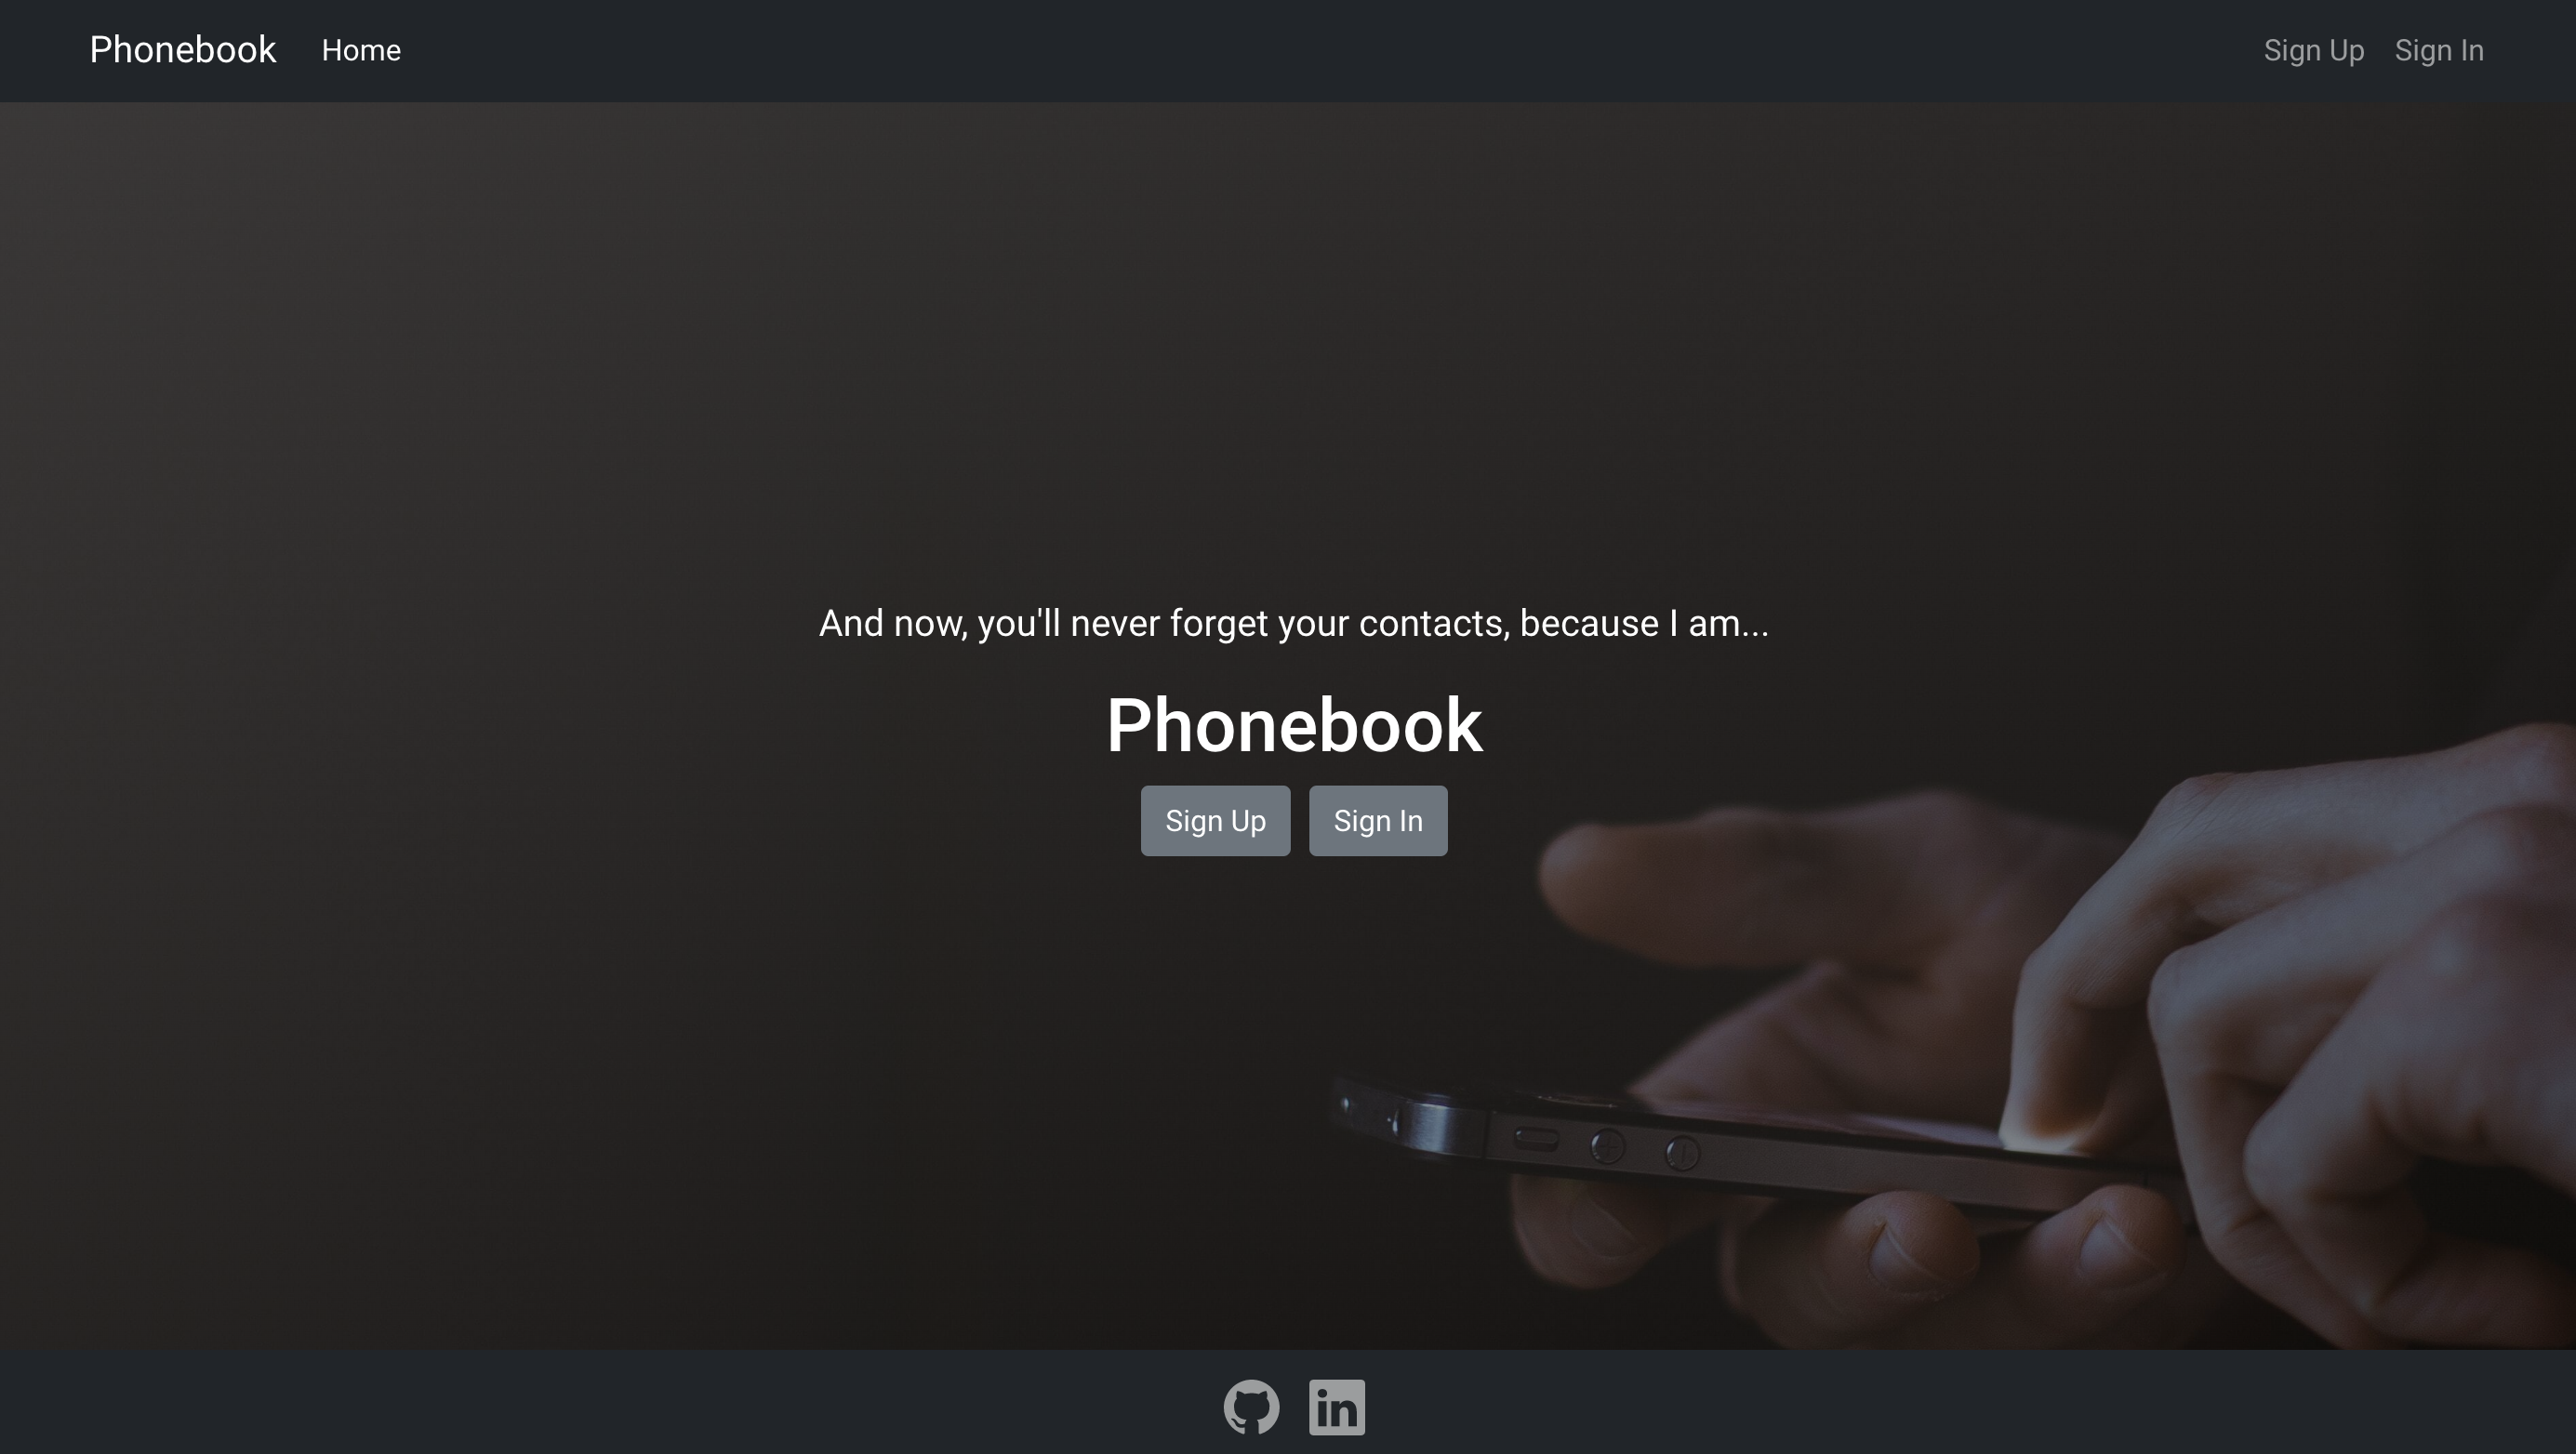 Phonebook Home Sign Up Sign In
And now, you'll never forget your contacts, because I am...
Phonebook
Sign Up Sign In
in